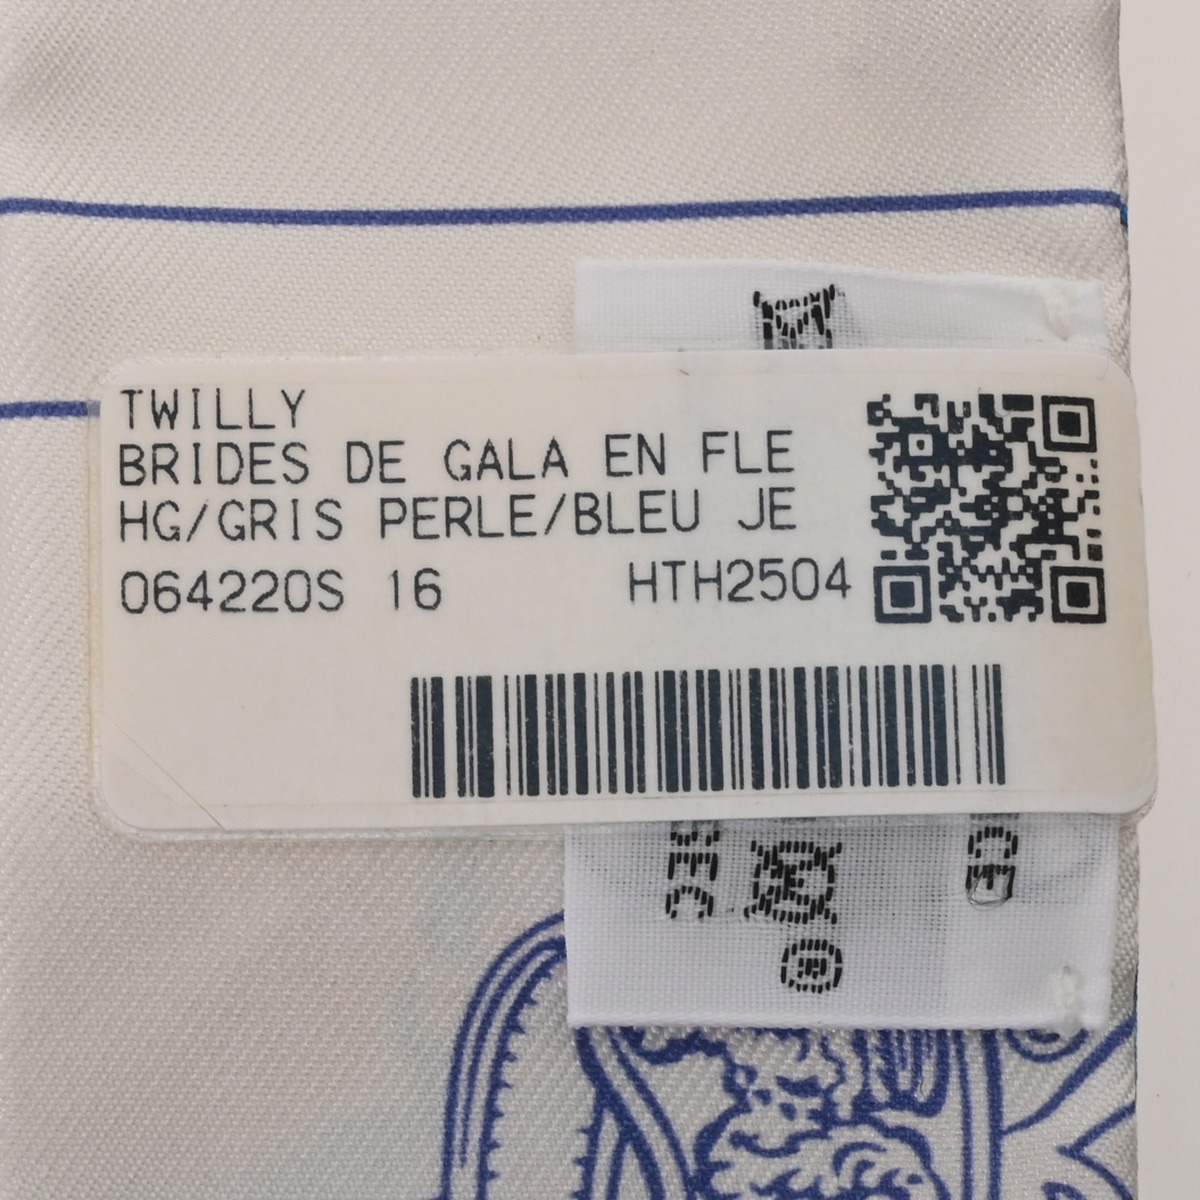 TWILLY
BRIDES DE GALA EN FLE
HG/GRIS PERLE/BLEU JE
064220S 16 HTH2504
®